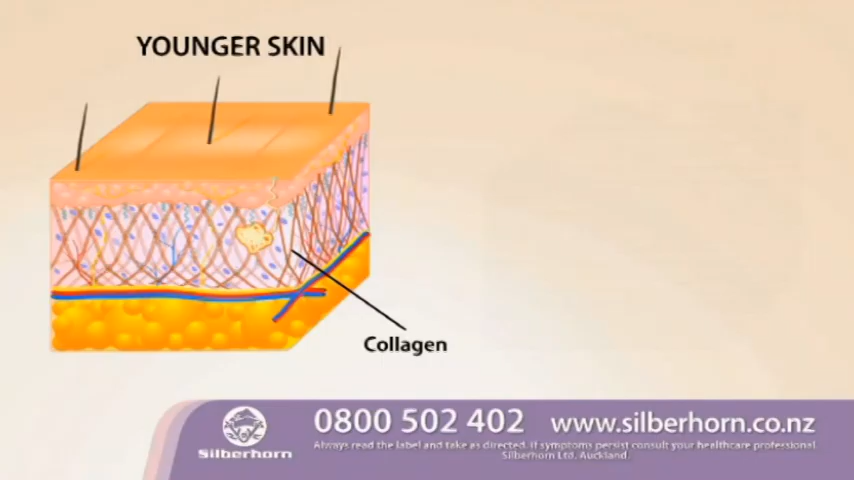 YOUNGER SKIN
Collagen
0800 502 402 www.silberhorn.co.nz
Silberhorn
Always read the label and take as directed. If symptoms persist consult your healthcare professional.
Silberhorn Ltd, Auckland.